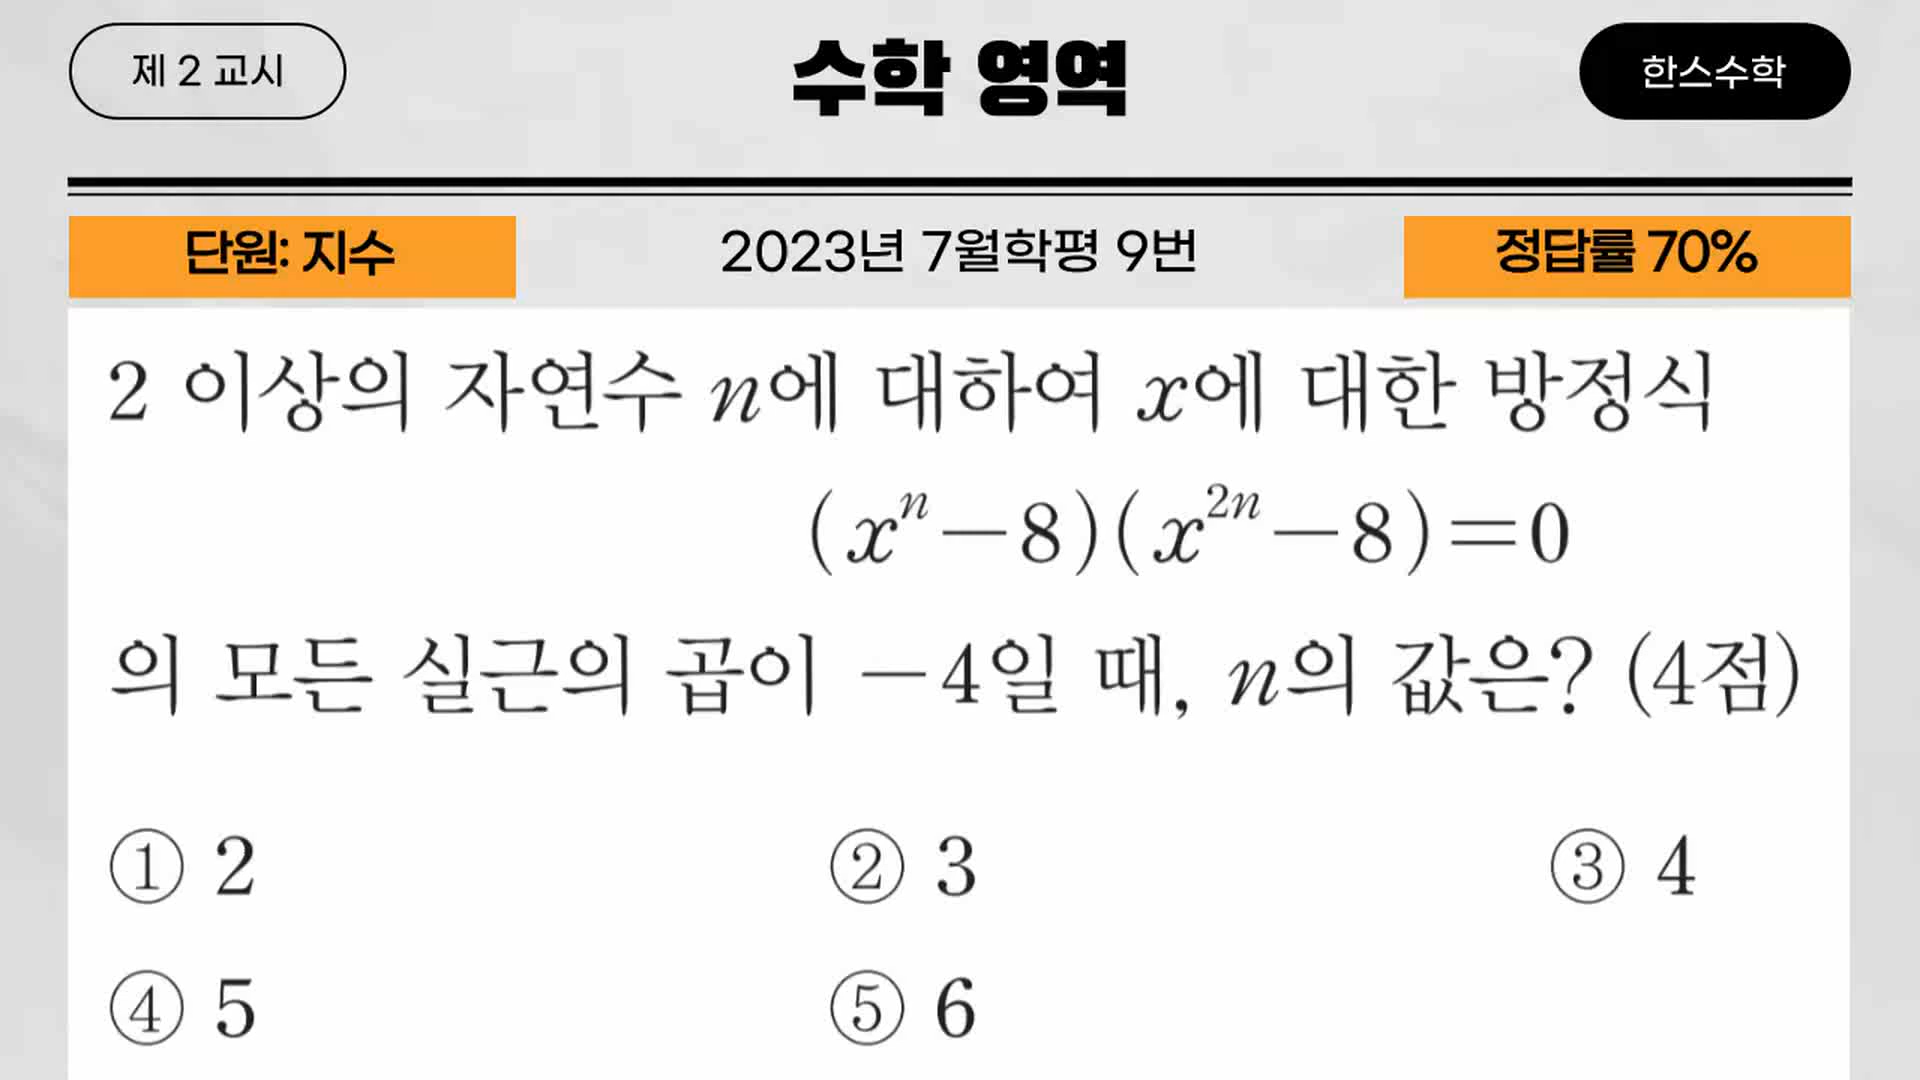 제 2 교시
수학 영역
한스수학
단원: 지수
2023년 7월학평 9번
정답률 70%
2 이상의 자연수 n에 대하여 x에 대한 방정식
(xⁿ−8)(x²ⁿ−8)=0
의 모든 실근의 곱이 −4일 때, n의 값은? (4점)
① 2 ② 3 ③ 4
④ 5 ⑤ 6